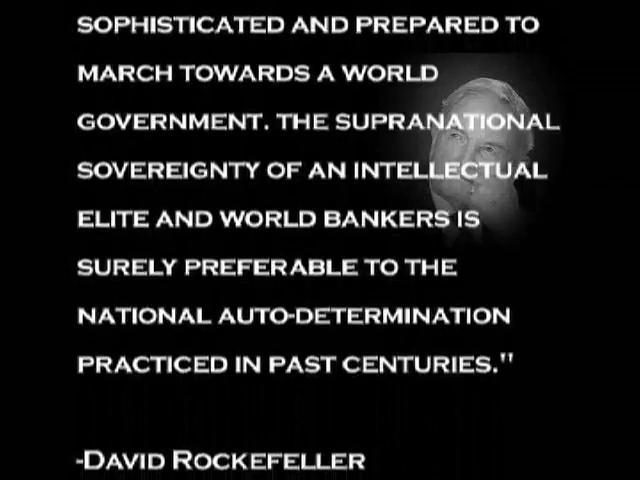 SOPHISTICATED AND PREPARED TO
MARCH TOWARDS A WORLD
GOVERNMENT. THE SUPRANATIONAL
SOVEREIGNTY OF AN INTELLECTUAL
ELITE AND WORLD BANKERS IS
SURELY PREFERABLE TO THE
NATIONAL AUTO-DETERMINATION
PRACTICED IN PAST CENTURIES."
-DAVID ROCKEFELLER